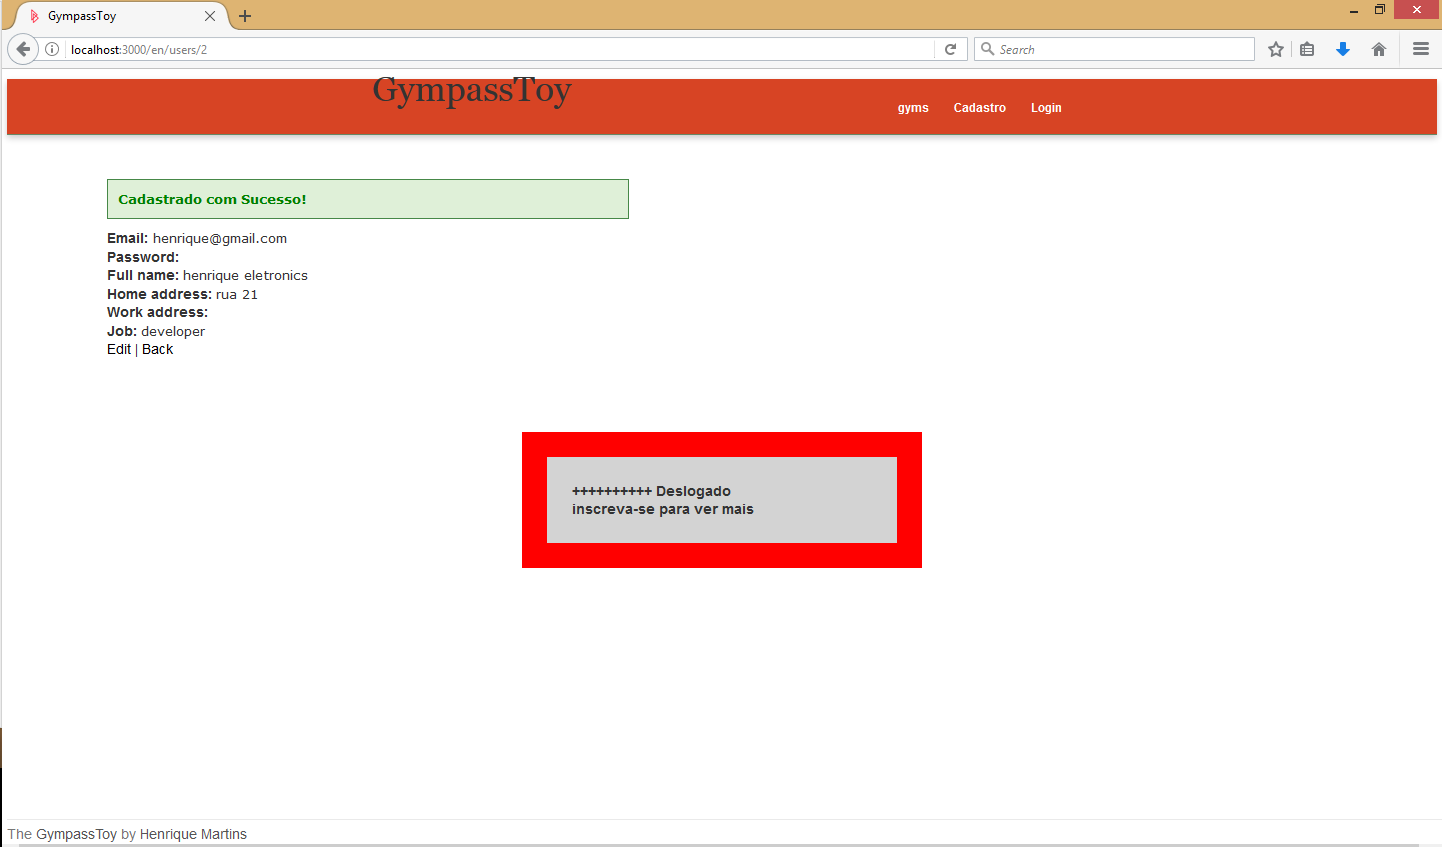 GympassToy
localhost:3000/en/users/2
Search
GympassToy
gyms Cadastro Login
Cadastrado com Sucesso!
Email: henrique@gmail.com
Password:
Full name: henrique eletronics
Home address: rua 21
Work address:
Job: developer
Edit | Back
++++++++++ Deslogado
inscreva-se para ver mais
The GympassToy by Henrique Martins